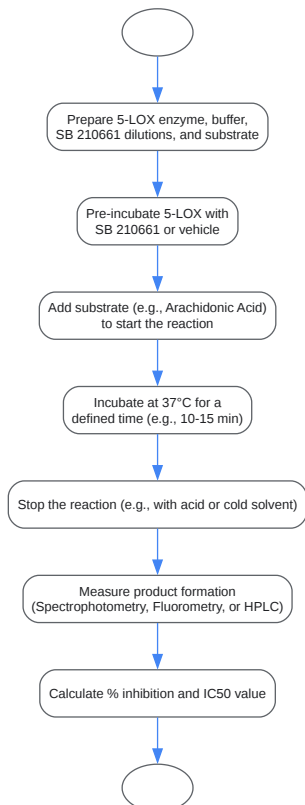 Prepare 5-LOX enzyme, buffer,
SB 210661 dilutions, and substrate
Pre-incubate 5-LOX with
SB 210661 or vehicle
Add substrate (e.g., Arachidonic Acid)
to start the reaction
Incubate at 37°C for a
defined time (e.g., 10-15 min)
Stop the reaction (e.g., with acid or cold solvent)
Measure product formation
(Spectrophotometry, Fluorometry, or HPLC)
Calculate % inhibition and IC50 value